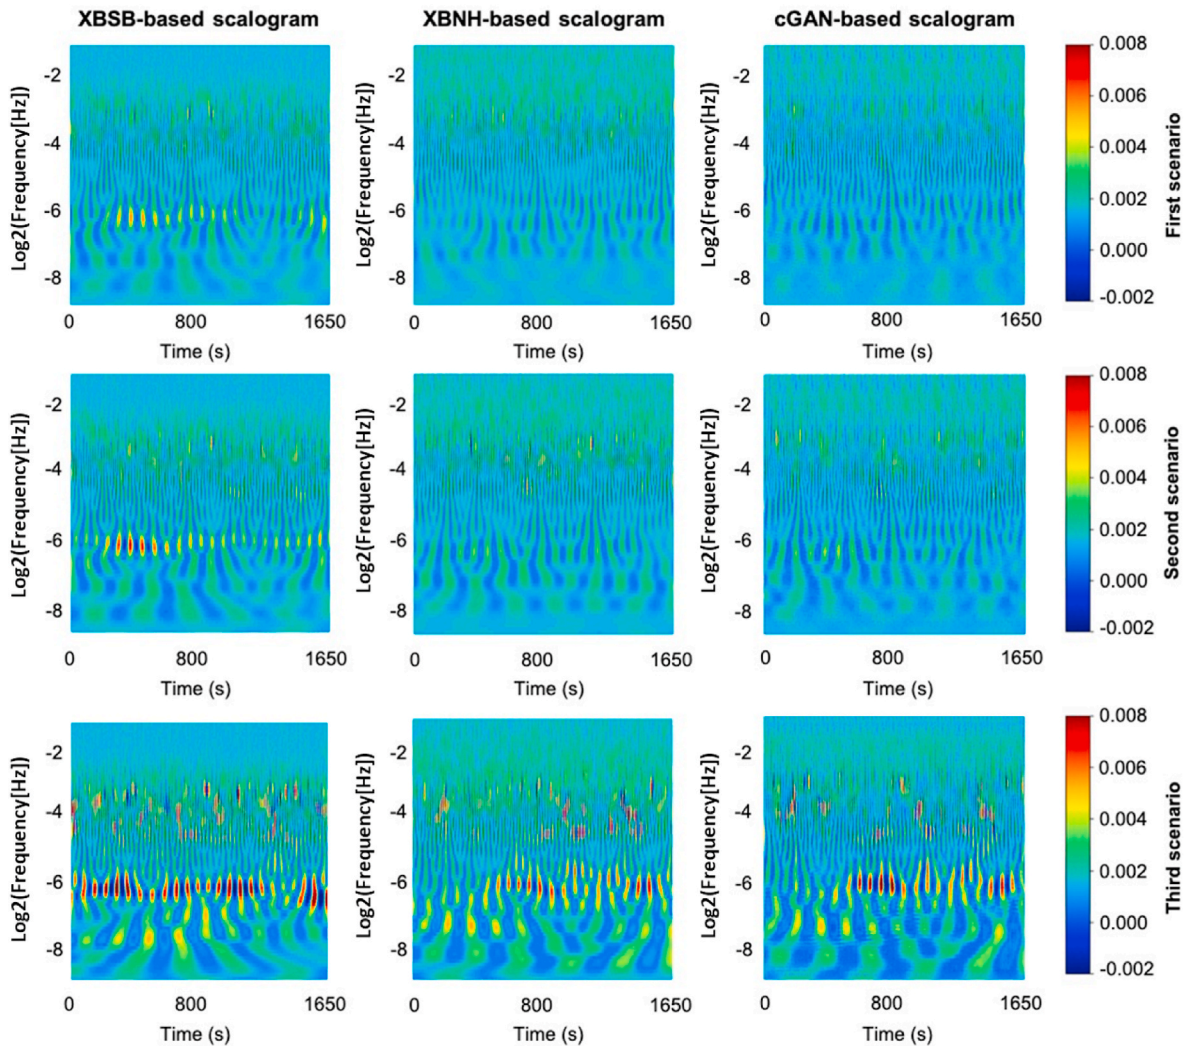 XBSB-based scalogram XBNH-based scalogram cGAN-based scalogram
Log2(Frequency[Hz]) -2 -4 -6 -8
Log2(Frequency[Hz]) -2 -4 -6 -8
Log2(Frequency[Hz]) -2 -4 -6 -8
0.008 0.006 0.004 0.002 0.000 -0.002
First scenario
0 800 1650 0 800 1650 0 800 1650
Time (s) Time (s) Time (s)
Log2(Frequency[Hz]) -2 -4 -6 -8
Log2(Frequency[Hz]) -2 -4 -6 -8
Log2(Frequency[Hz]) -2 -4 -6 -8
0.008 0.006 0.004 0.002 0.000 -0.002
Second scenario
0 800 1650 0 800 1650 0 800 1650
Time (s) Time (s) Time (s)
Log2(Frequency[Hz]) -2 -4 -6 -8
Log2(Frequency[Hz]) -2 -4 -6 -8
Log2(Frequency[Hz]) -2 -4 -6 -8
0.008 0.006 0.004 0.002 0.000 -0.002
Third scenario
0 800 1650 0 800 1650 0 800 1650
Time (s) Time (s) Time (s)